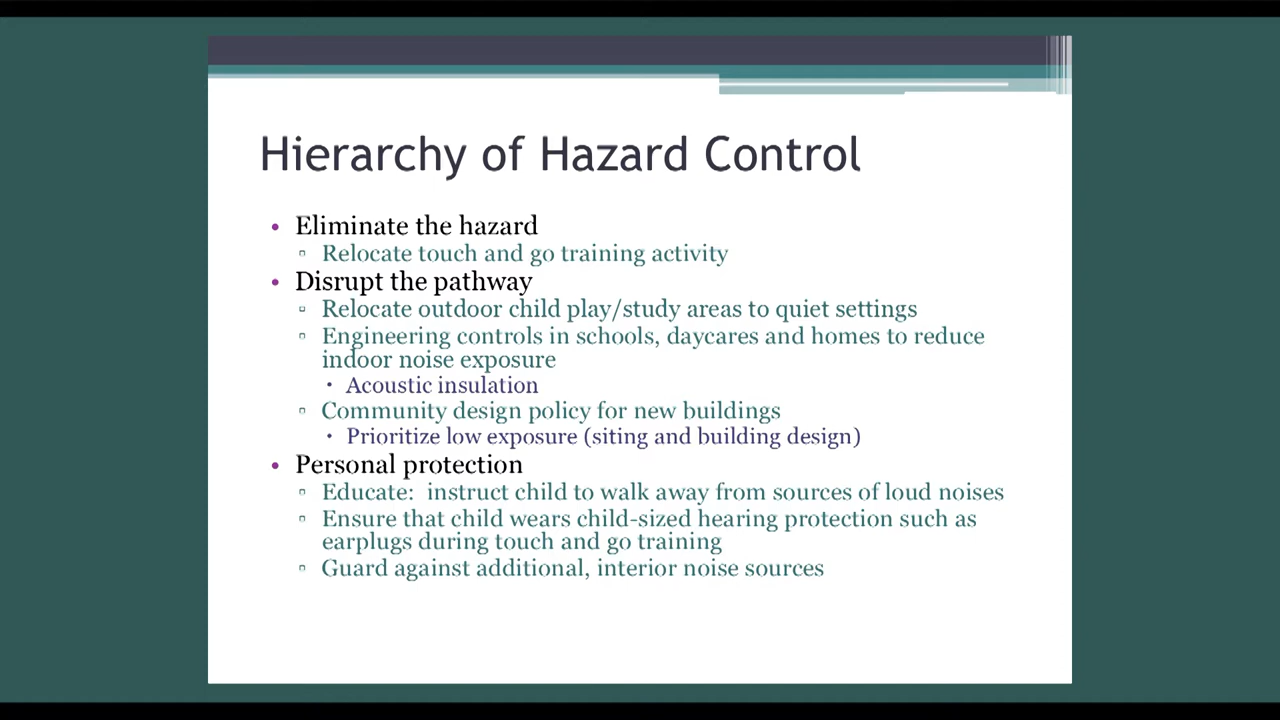 Hierarchy of Hazard Control
• Eliminate the hazard
▫ Relocate touch and go training activity
• Disrupt the pathway
▫ Relocate outdoor child play/study areas to quiet settings
▫ Engineering controls in schools, daycares and homes to reduce
indoor noise exposure
• Acoustic insulation
▫ Community design policy for new buildings
• Prioritize low exposure (siting and building design)
• Personal protection
▫ Educate:  instruct child to walk away from sources of loud noises
▫ Ensure that child wears child-sized hearing protection such as
earplugs during touch and go training
▫ Guard against additional, interior noise sources